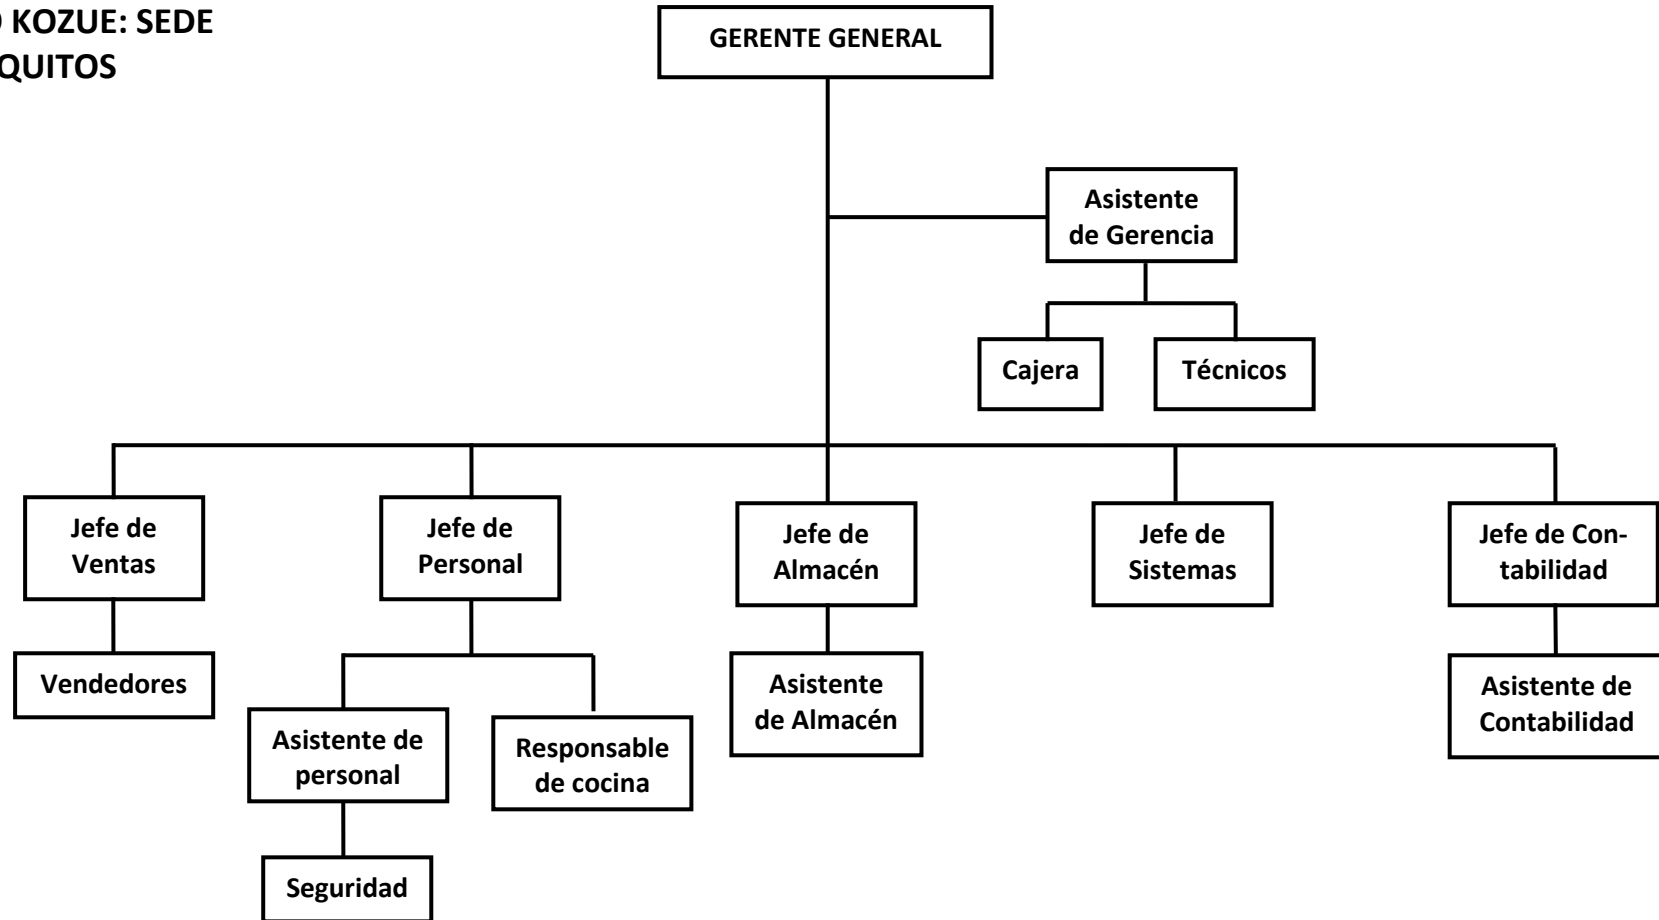 KOZUE: SEDE
QUITOS
GERENTE GENERAL
Asistente
de Gerencia
Cajera
Técnicos
Jefe de
Ventas
Jefe de
Personal
Jefe de
Almacén
Jefe de
Sistemas
Jefe de Con-
tabilidad
Vendedores
Asistente de
personal
Responsable
de cocina
Asistente
de Almacén
Asistente de
Contabilidad
Seguridad